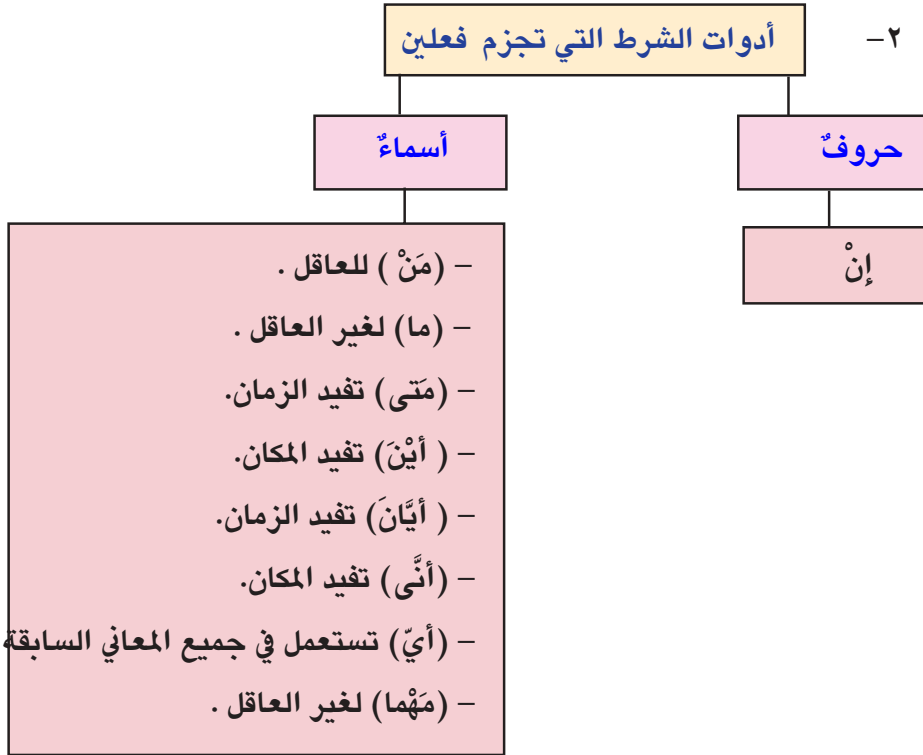 ٢- أدوات الشرط التي تجزم فعلين
حروفٌ
أسماءٌ
إنْ
- (مَنْ ) للعاقل .
- (ما) لغير العاقل .
- (مَتى) تفيد الزمان.
- ( أيْنَ) تفيد المكان.
- ( أيَّانَ) تفيد الزمان.
- (أنَّى) تفيد المكان.
- (أيّ) تستعمل في جميع المعاني السابقة
- (مَهْما) لغير العاقل .